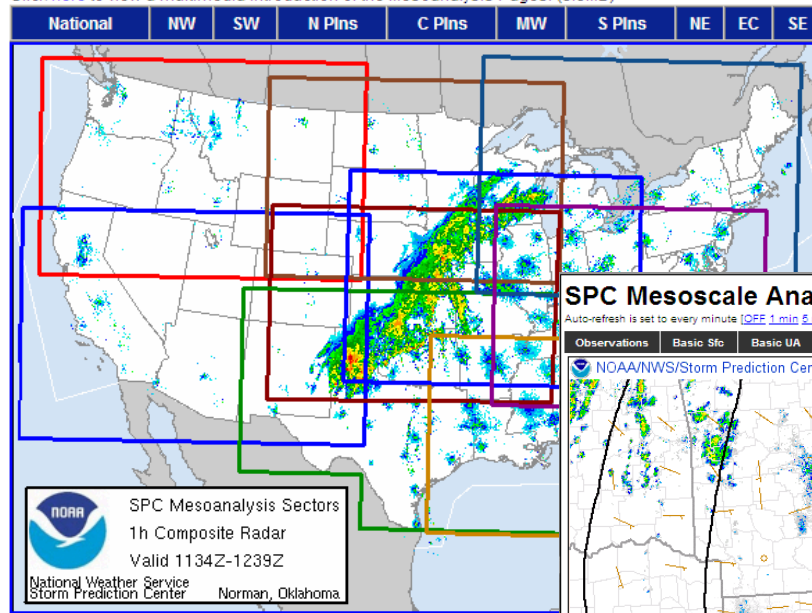 National NW SW N Plns C Plns MW S Plns NE EC SE
SPC Mesoscale Ana
Auto-refresh is set to every minute [OFF 1 min 6
Observations Basic Sfc Basic UA
NOAA/NWS/Storm Prediction Cen
NOAA
SPC Mesoanalysis Sectors
1h Composite Radar
Valid 1134Z-1239Z
National Weather Service
Storm Prediction Center Norman, Oklahoma